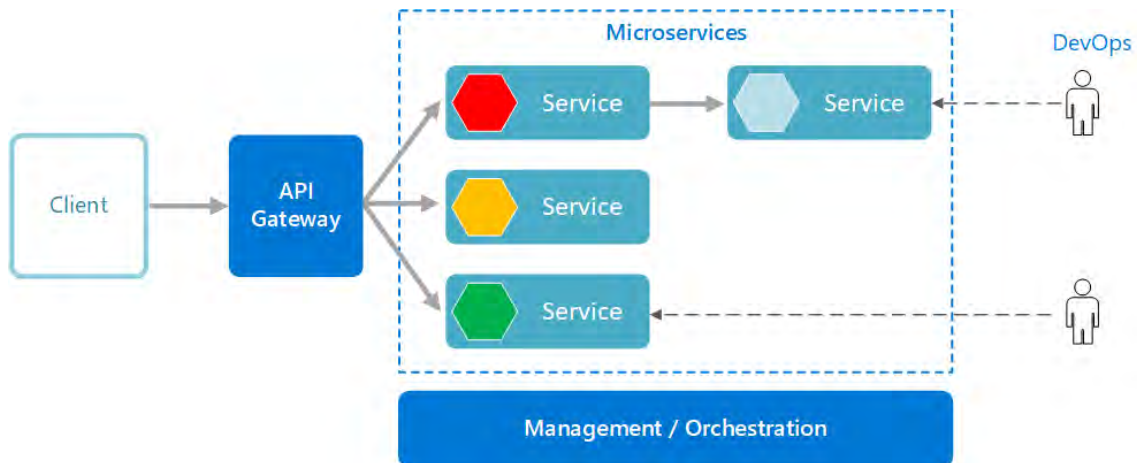 Microservices
DevOps
Service
Service
Client
API
Gateway
Service
Service
Management / Orchestration